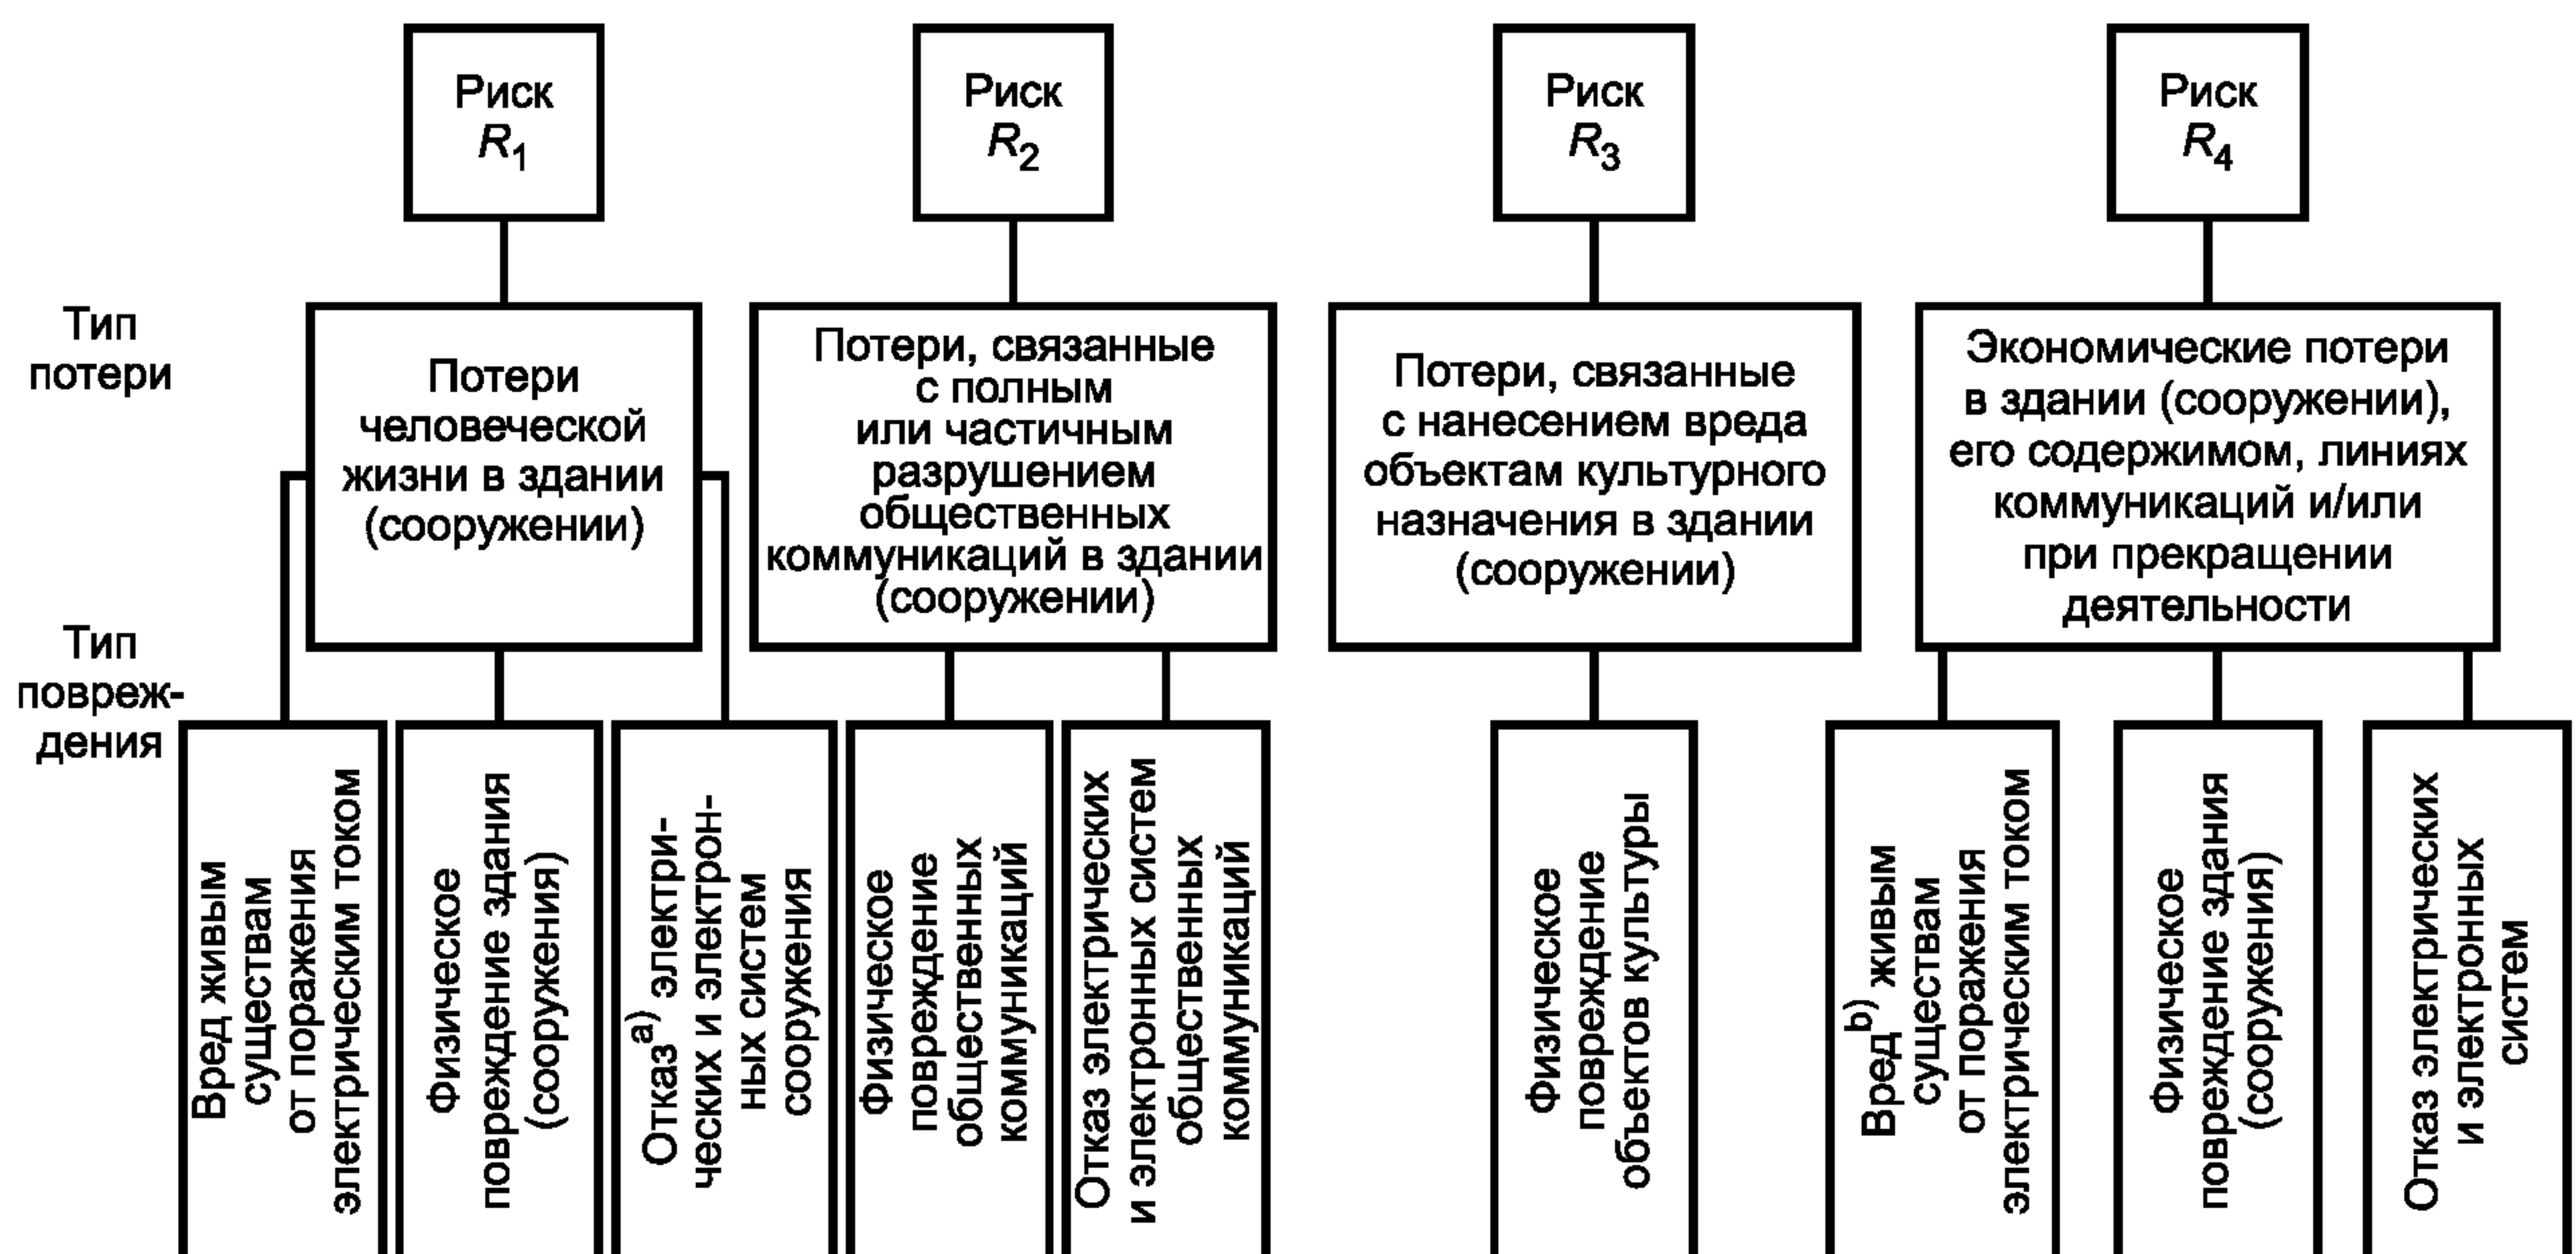 Риск
R1
Риск
R2
Риск
R3
Риск
R4
Тип
потери
Потери
человеческой
жизни в здании
(сооружении)
Потери, связанные
с полным
или частичным
разрушением
общественных
коммуникаций в здании
(сооружении)
Потери, связанные
с нанесением вреда
объектам культурного
назначения в здании
(сооружении)
Экономические потери
в здании (сооружении),
его содержимом, линиях
коммуникаций и/или
при прекращении
деятельности
Тип
повреж-
дения
Вред живым
существам
от поражения
электрическим током
Физическое
повреждение здания
(сооружения)
Отказа) электри-
ческих и электрон-
ных систем
сооружения
Физическое
повреждение
общественных
коммуникаций
Отказ электрических
и электронных систем
общественных
коммуникаций
Физическое
повреждение
объектов культуры
Вредb) живым
существам
от поражения
электрическим током
Физическое
повреждение здания
(сооружения)
Отказ электрических
и электронных
систем